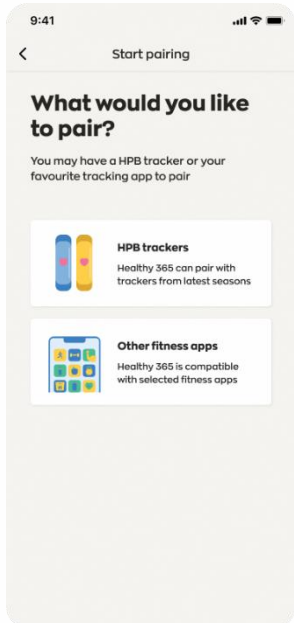 9:41
Start pairing
What would you like
to pair?
You may have a HPB tracker or your
favourite tracking app to pair
HPB trackers
Healthy 365 can pair with
trackers from latest seasons
Other fitness apps
Healthy 365 is compatible
with selected fitness apps